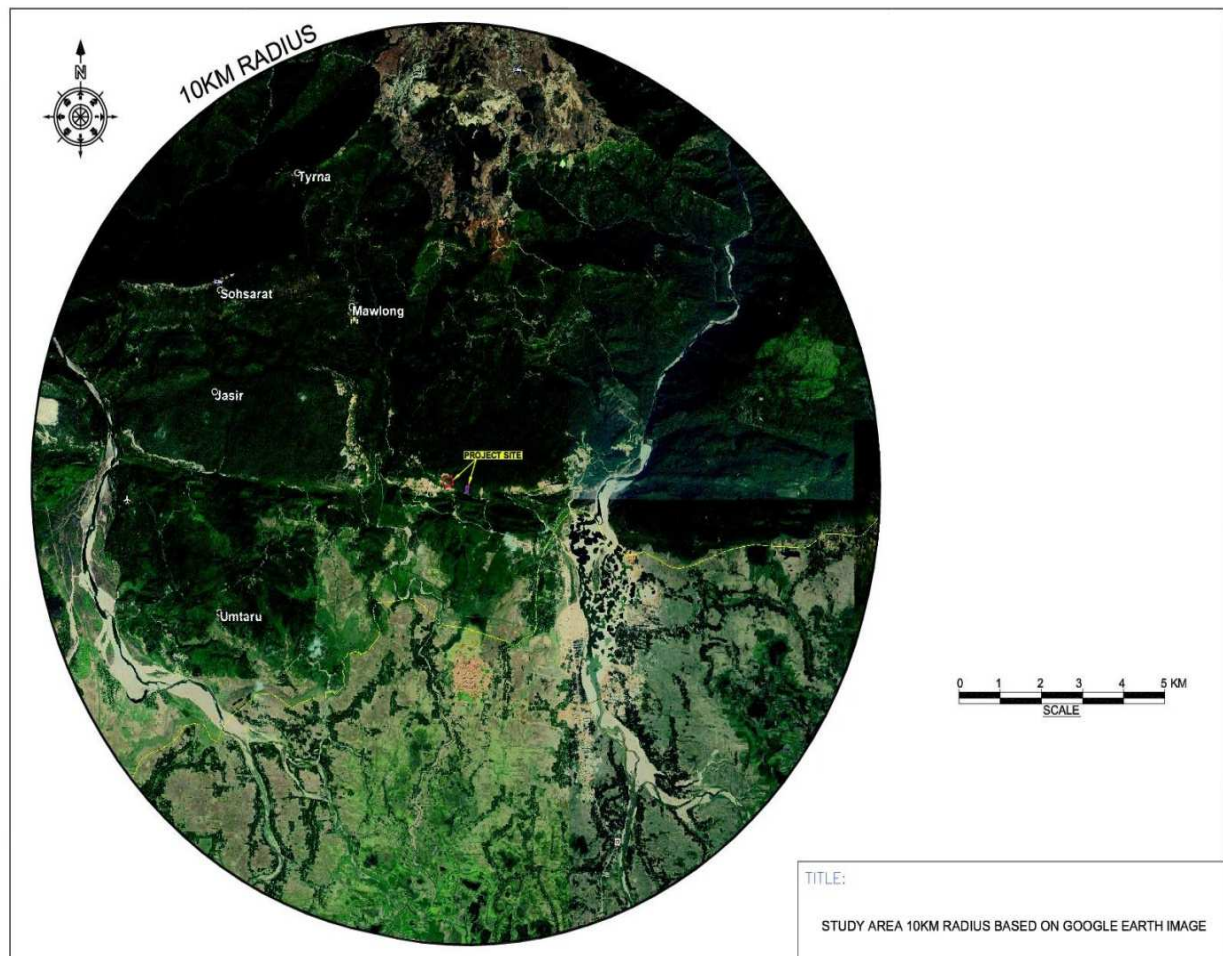 N
10KM RADIUS
Tyrna
Sohsarat
Mawlong
Jasir
PROJECT SITE
Umtaru
0 1 2 3 4 5 KM
SCALE
TITLE:
STUDY AREA 10KM RADIUS BASED ON GOOGLE EARTH IMAGE